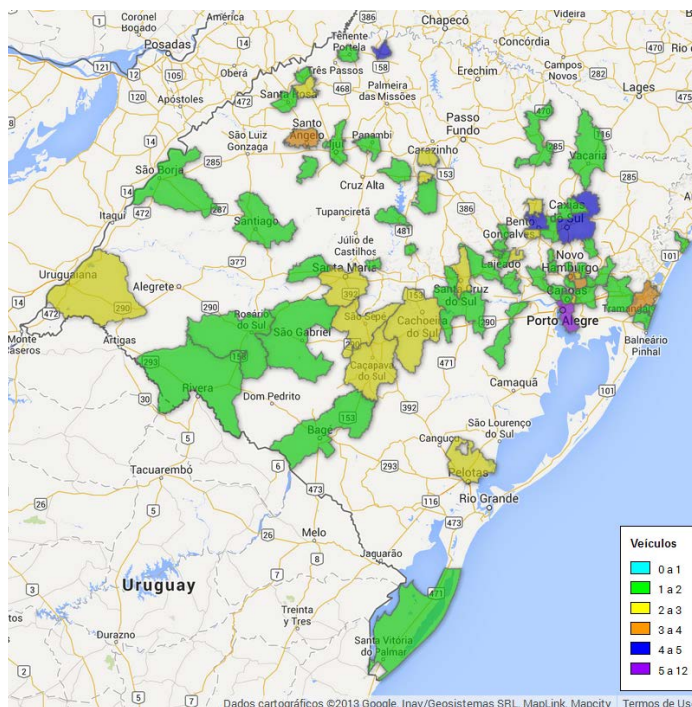 Coronel Bogado
América
Chapecó
Videira
Posadas
Concórdia
Tenente Portela
Três Passos
Oberá
Erechim
Campos Novos
Lages
Palmeira das Missões
Apóstoles
Santa Rosa
Santo Ângelo
Ijuí
Panambi
Carazinho
Passo Fundo
Vacaria
São Luiz Gonzaga
São Borja
Cruz Alta
Caxias do Sul
Bento Gonçalves
Itaqui
Santiago
Tupanciretã
Júlio de Castilhos
Lajeado
Novo Hamburgo
Uruguaiana
Alegrete
Santa Maria
Santa Cruz do Sul
Canoas
Tramandaí
Porto Alegre
Monte Caseros
Artigas
Rosário do Sul
São Gabriel
São Sepé
Cachoeira do Sul
Balneário Pinhal
Caçapava do Sul
Rivera
Dom Pedrito
Camaquã
Bagé
Canguçu
São Lourenço do Sul
Tacuarembó
Pelotas
Rio Grande
Melo
Jaguarão
Uruguay
Treinta y Tres
Durazno
Santa Vitória do Palmar
Veículos
0 a 1
1 a 2
2 a 3
3 a 4
4 a 5
5 a 12
Dados cartográficos ©2013 Google, Inav/Geosistemas SRL, MapLink, Mapcity
Termos de Uso